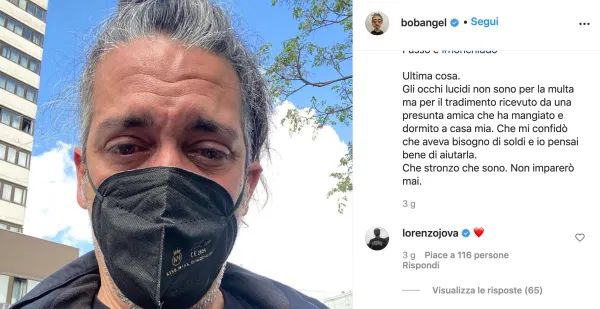 bobangel • Segui
Ultima cosa.
Gli occhi lucidi non sono per la multa
ma per il tradimento ricevuto da una
presunta amica che ha mangiato e
dormito a casa mia. Che mi confidò
che aveva bisogno di soldi e io pensai
bene di aiutarla.
Che stronzo che sono. Non imparerò
mai.
3 g
lorenzojova ❤️
3 g Piace a 116 persone
Rispondi
Visualizza le risposte (65)